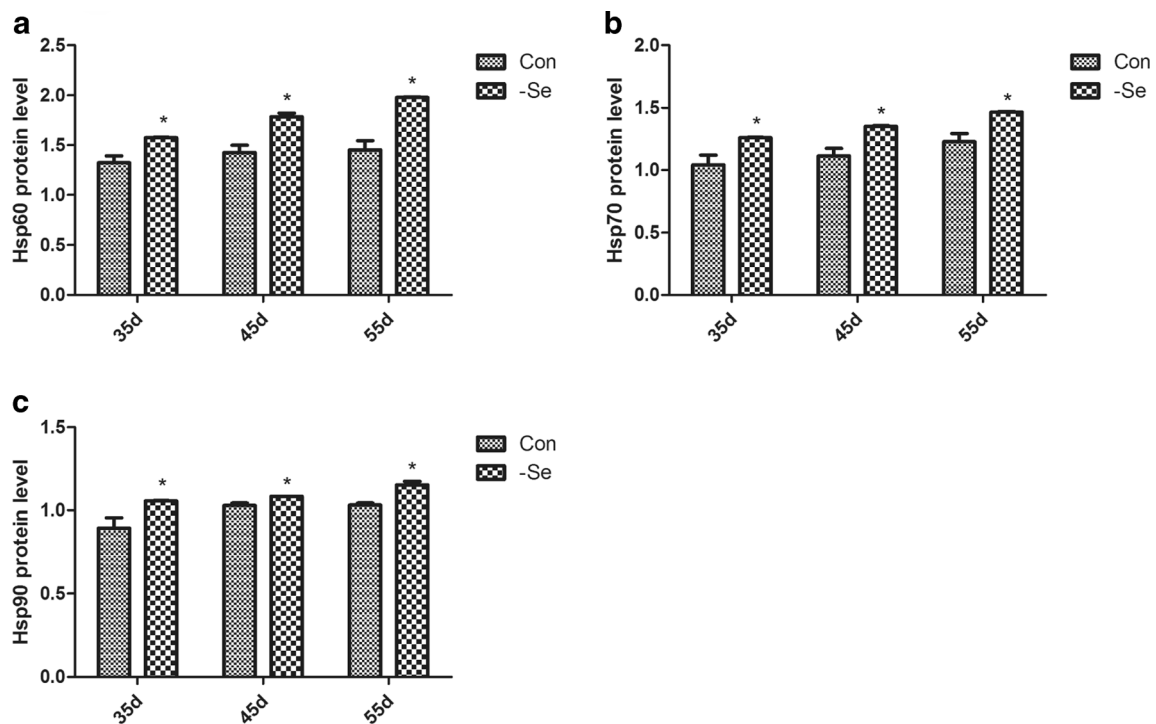 a
2.5
2.0
1.5
1.0
0.5
0.0
Hsp60 protein level
* * *
35d 45d 55d
Con
-Se
b
2.0
1.5
1.0
0.5
0.0
Hsp70 protein level
* * *
35d 45d 55d
Con
-Se
c
1.5
1.0
0.5
0.0
Hsp90 protein level
* * *
35d 45d 55d
Con
-Se